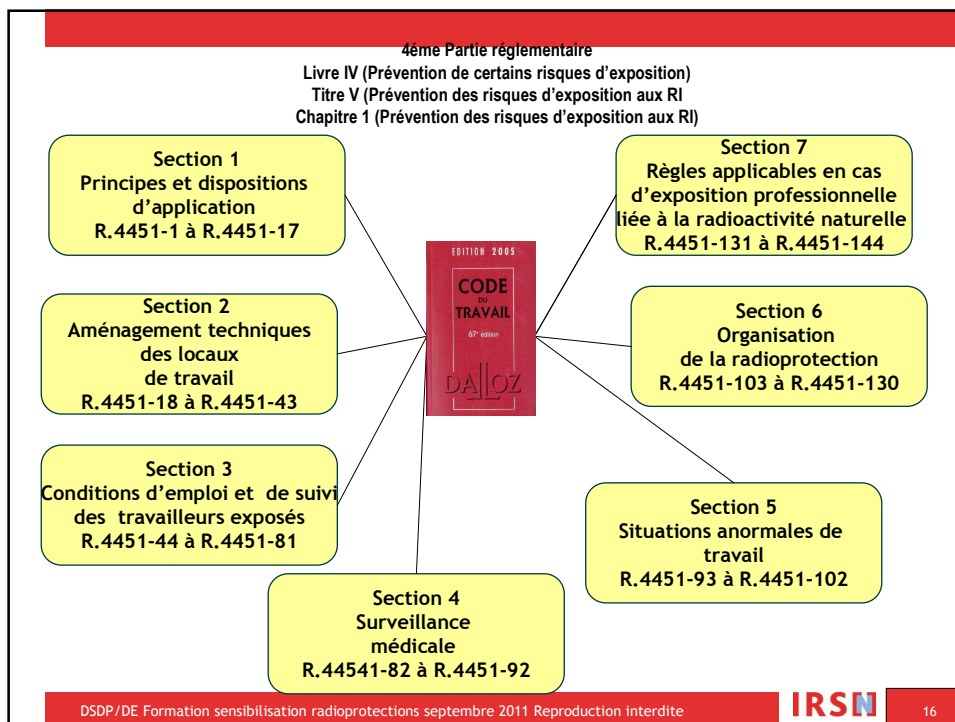 4éme Partie réglementaire
Livre IV (Prévention de certains risques d'exposition)
Titre V (Prévention des risques d'exposition aux RI
Chapitre 1 (Prévention des risques d'exposition aux RI)
Section 1
Principes et dispositions
d'application
R.4451-1 à R.4451-17
Section 2
Aménagement techniques
des locaux
de travail
R.4451-18 à R.4451-43
Section 3
Conditions d'emploi et de suivi
des travailleurs exposés
R.4451-44 à R.4451-81
Section 4
Surveillance
médicale
R.44541-82 à R.4451-92
Section 5
Situations anormales de
travail
R.4451-93 à R.4451-102
Section 6
Organisation
de la radioprotection
R.4451-103 à R.4451-130
Section 7
Règles applicables en cas
d'exposition professionnelle
liée à la radioactivité naturelle
R.4451-131 à R.4451-144
EDITION 2005
CODE
DU
TRAVAIL
67e édition
DALLOZ
DSDP/DE Formation sensibilisation radioprotections septembre 2011 Reproduction interdite
IRSN
16